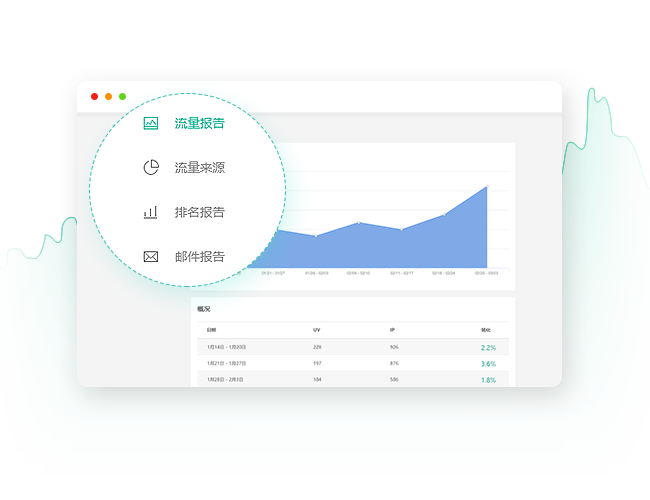 流量报告
流量来源
排名报告
邮件报告
01/21 - 01/27
01/28 - 02/03
02/04 - 02/10
02/11 - 02/17
02/18 - 02/24
02/25 - 03/03
概况
日期 UV IP 转化
1月14日 - 1月20日 228 926 2.2%
1月21日 - 1月27日 197 876 3.6%
1月28日 - 2月3日 184 586 1.8%